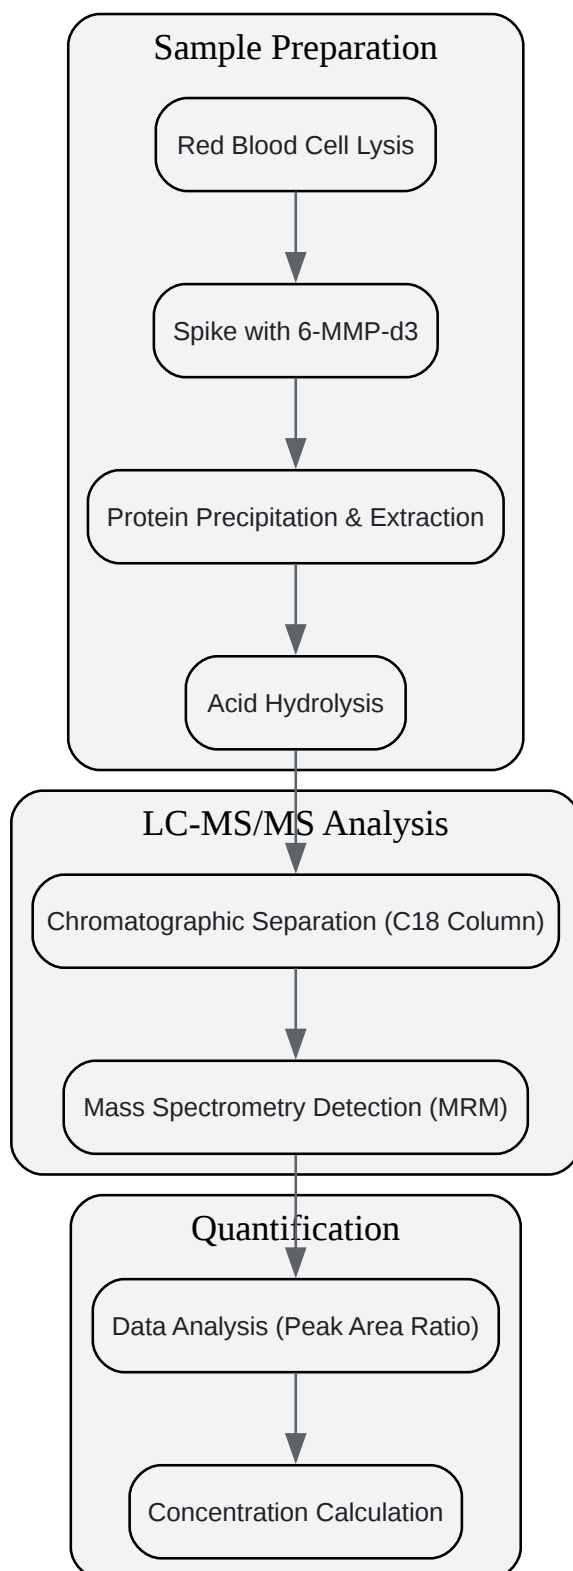 Sample Preparation
Red Blood Cell Lysis
Spike with 6-MMP-d3
Protein Precipitation & Extraction
Acid Hydrolysis
LC-MS/MS Analysis
Chromatographic Separation (C18 Column)
Mass Spectrometry Detection (MRM)
Quantification
Data Analysis (Peak Area Ratio)
Concentration Calculation